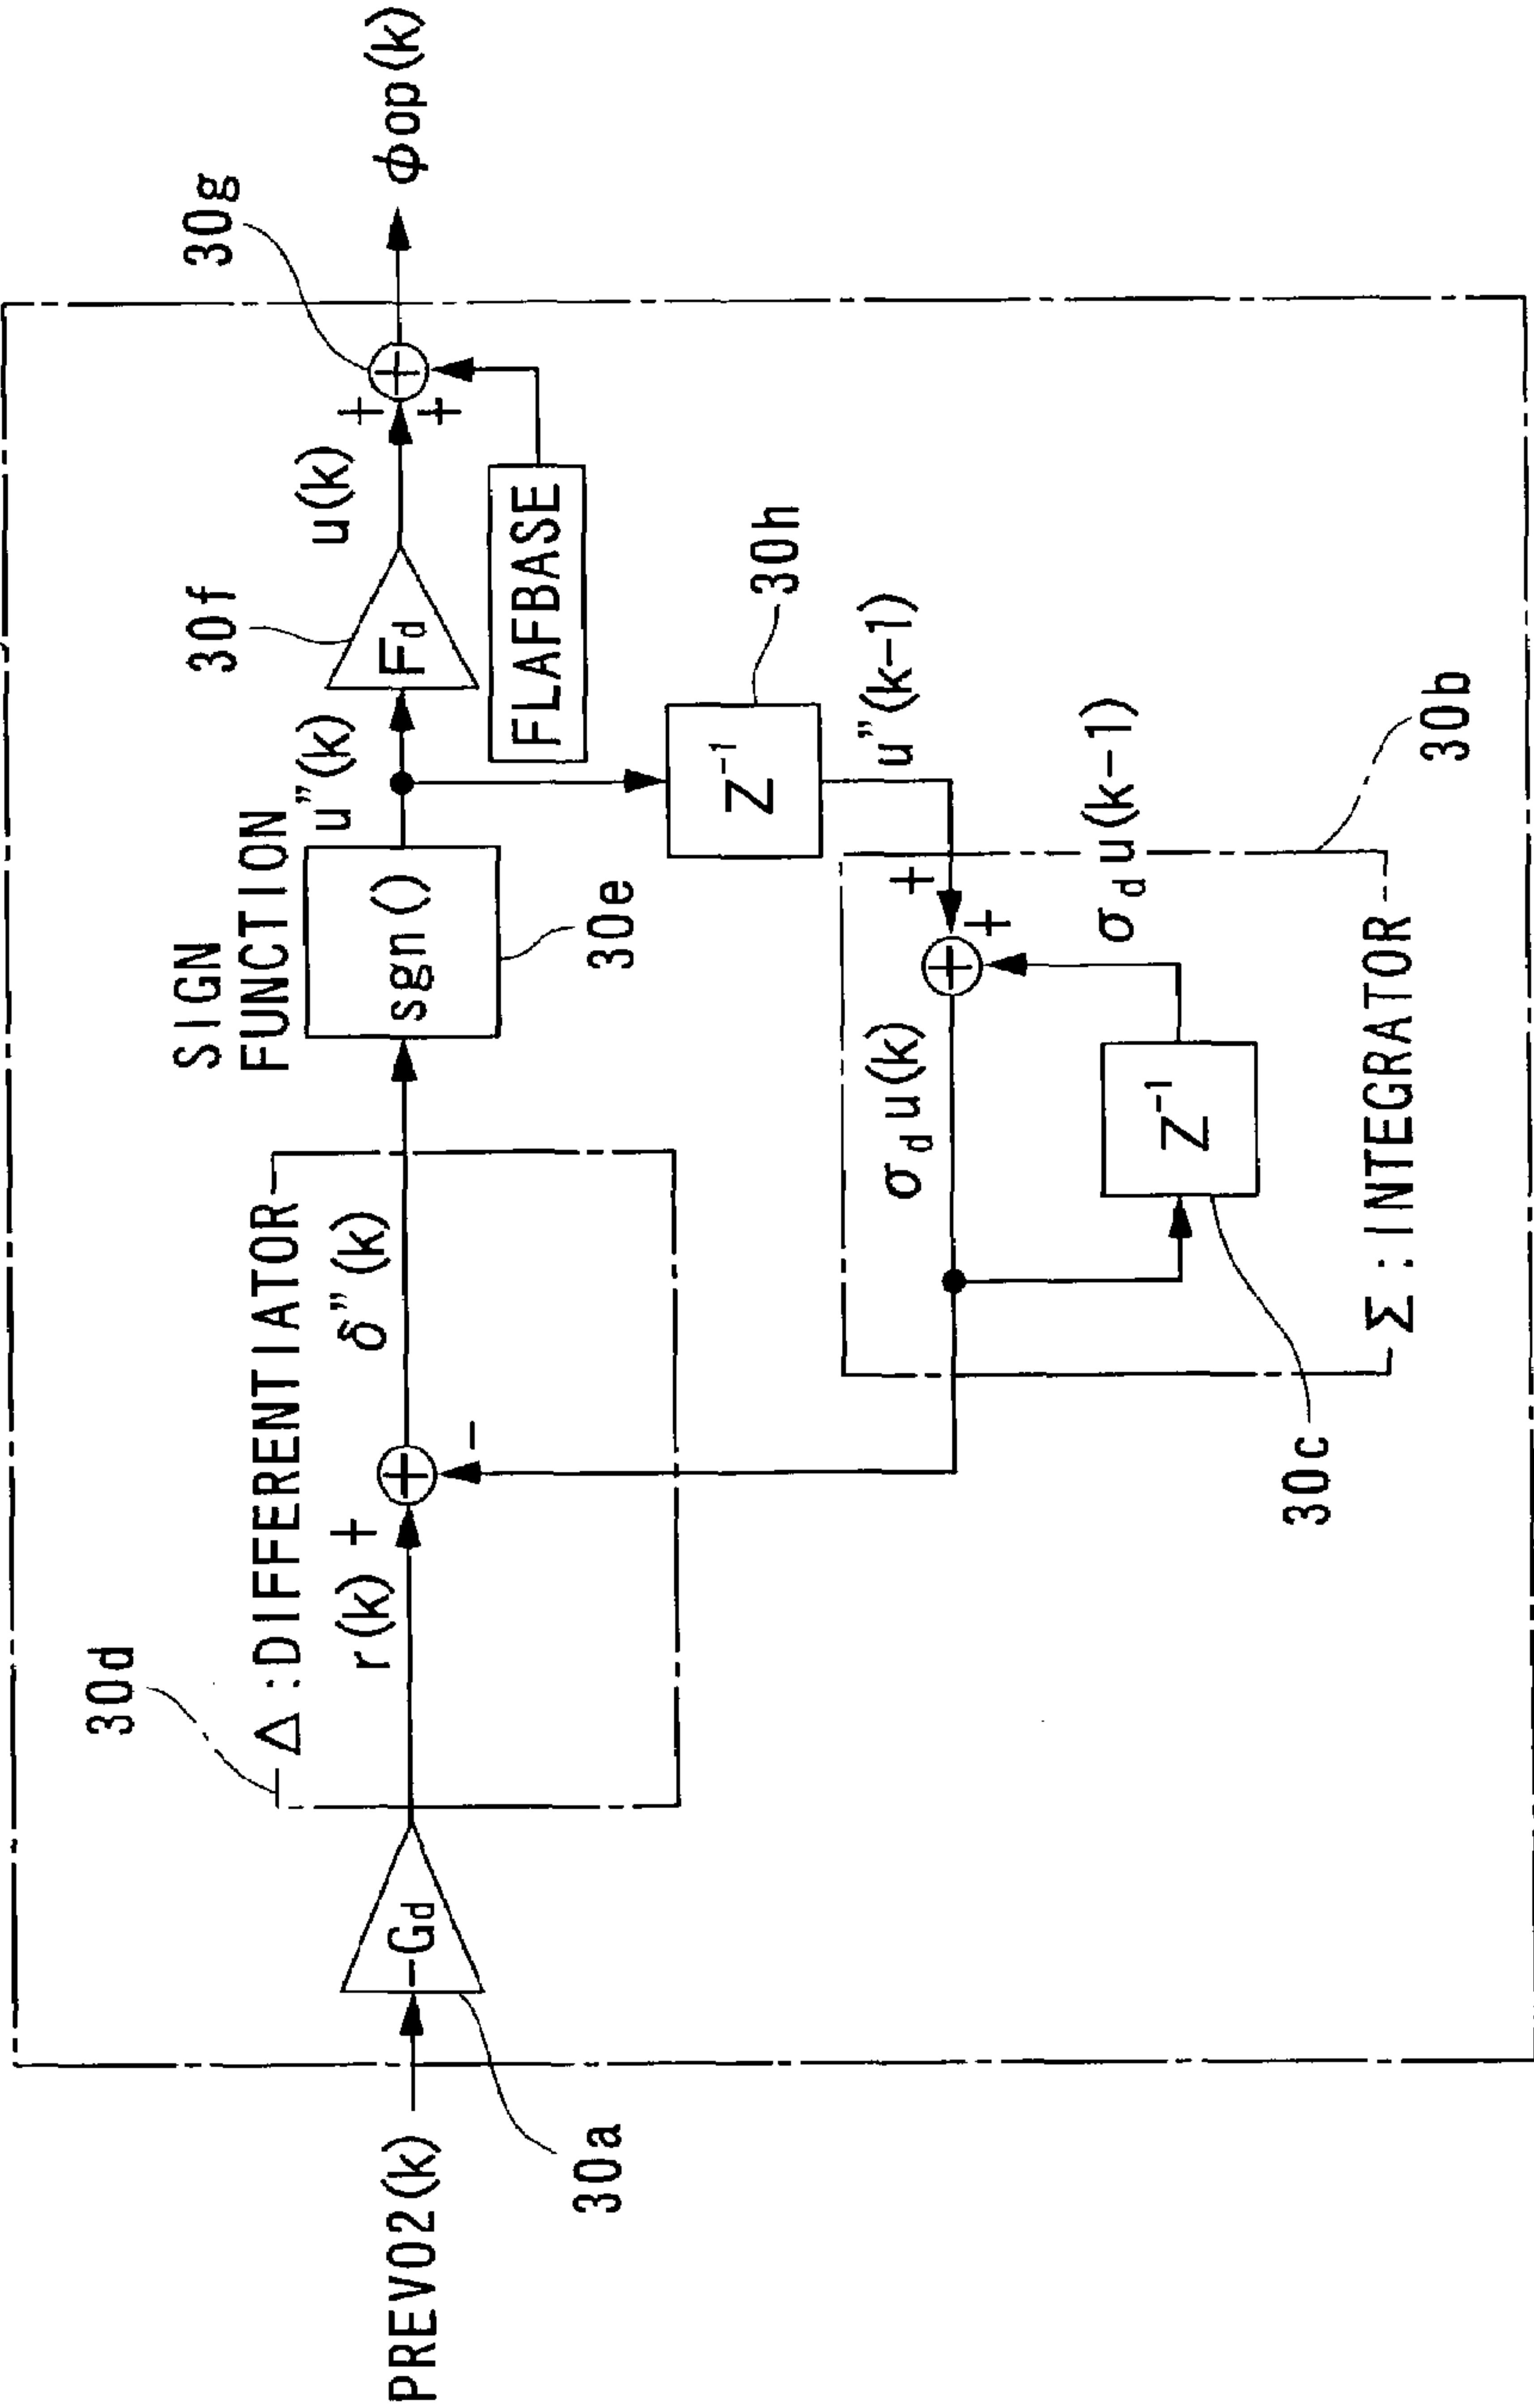 PREVO2(k)
30a
-Gd
30d
Δ:DIFFERENTIATOR
r(k)
+
-
δ"(k)
SIGN
FUNCTION
sgn()
30e
u"(k)
30f
Fd
u(k)
FLAFBASE
+
+
30g
φop(k)
Z⁻¹
30h
u"(k-1)
+
+
σd u(k)
σd u(k-1)
Z⁻¹
30c
30b
Σ:INTEGRATOR